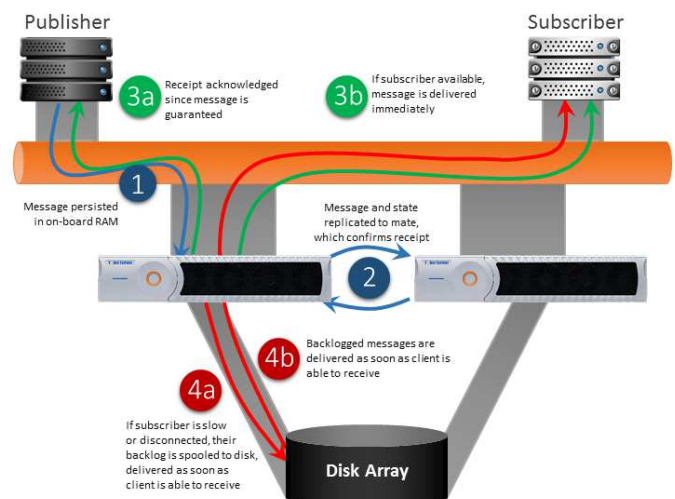 Publisher
Subscriber
3a
Receipt acknowledged
since message is
guaranteed
3b
If subscriber available,
message is delivered
immediately
1
Message persisted
in on-board RAM
Message and state
replicated to mate,
which confirms receipt
2
4b
Backlogged messages are
delivered as soon as client is
able to receive
4a
If subscriber is slow
or disconnected, their
backlog is spooled to disk,
delivered as soon as
client is able to receive
Disk Array